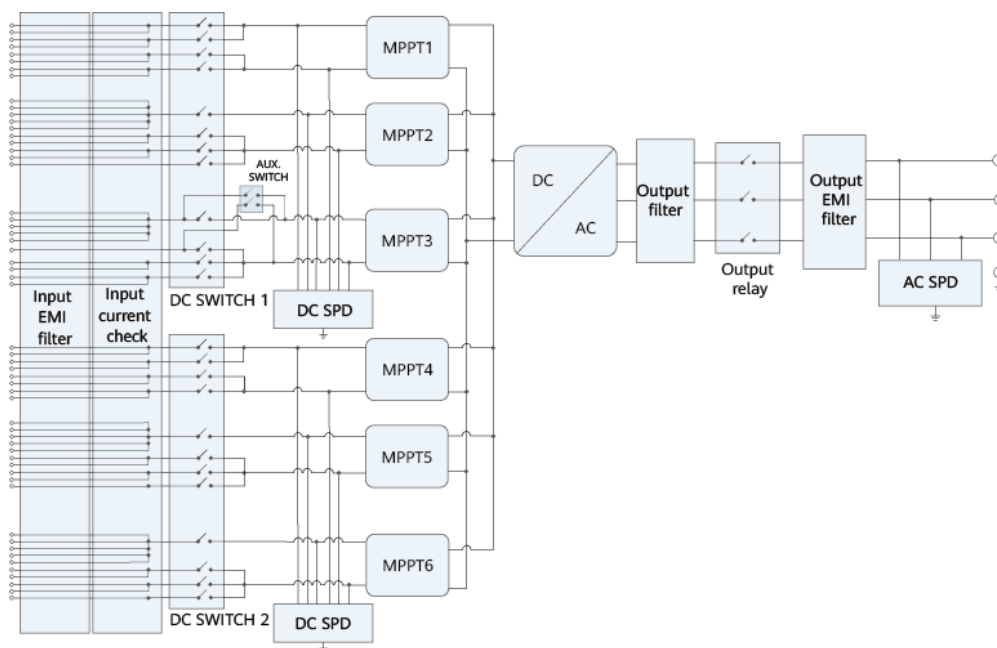 MPPT1
MPPT2
AUX.
SWITCH
MPPT3
DC SWITCH 1
DC SPD
Input
EMI
filter
Input
current
check
DC
AC
Output
filter
Output
relay
Output
EMI
filter
AC SPD
MPPT4
MPPT5
MPPT6
DC SWITCH 2
DC SPD